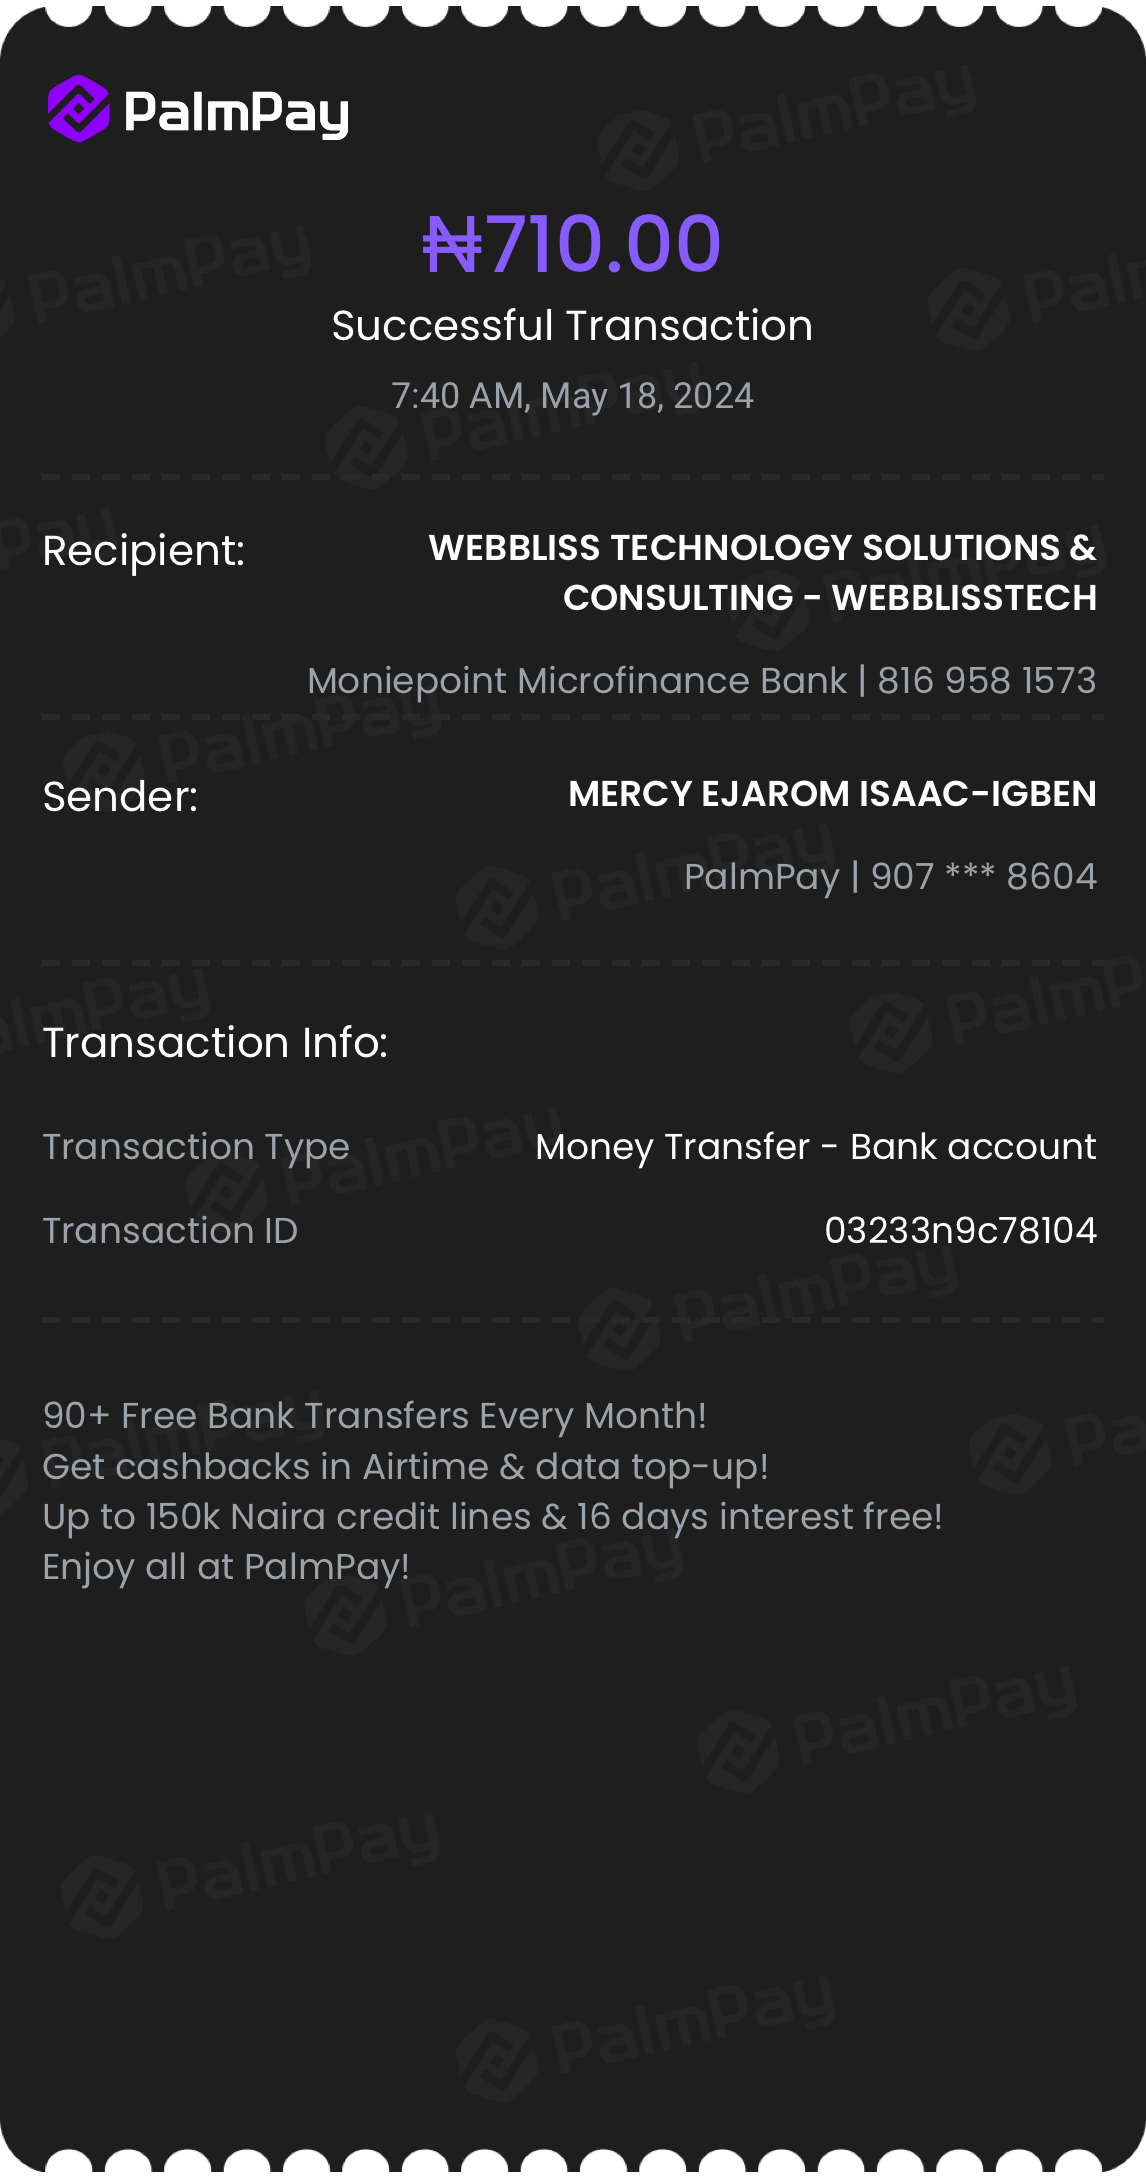 PalmPay
₦710.00
Successful Transaction
7:40 AM, May 18, 2024
Recipient:
WEBBLISS TECHNOLOGY SOLUTIONS &
CONSULTING - WEBBLISSTECH
Moniepoint Microfinance Bank | 816 958 1573
Sender:
MERCY EJAROM ISAAC-IGBEN
PalmPay | 907 *** 8604
Transaction Info:
Transaction Type Money Transfer - Bank account
Transaction ID 03233n9c78104
90+ Free Bank Transfers Every Month!
Get cashbacks in Airtime & data top-up!
Up to 150k Naira credit lines & 16 days interest free!
Enjoy all at PalmPay!